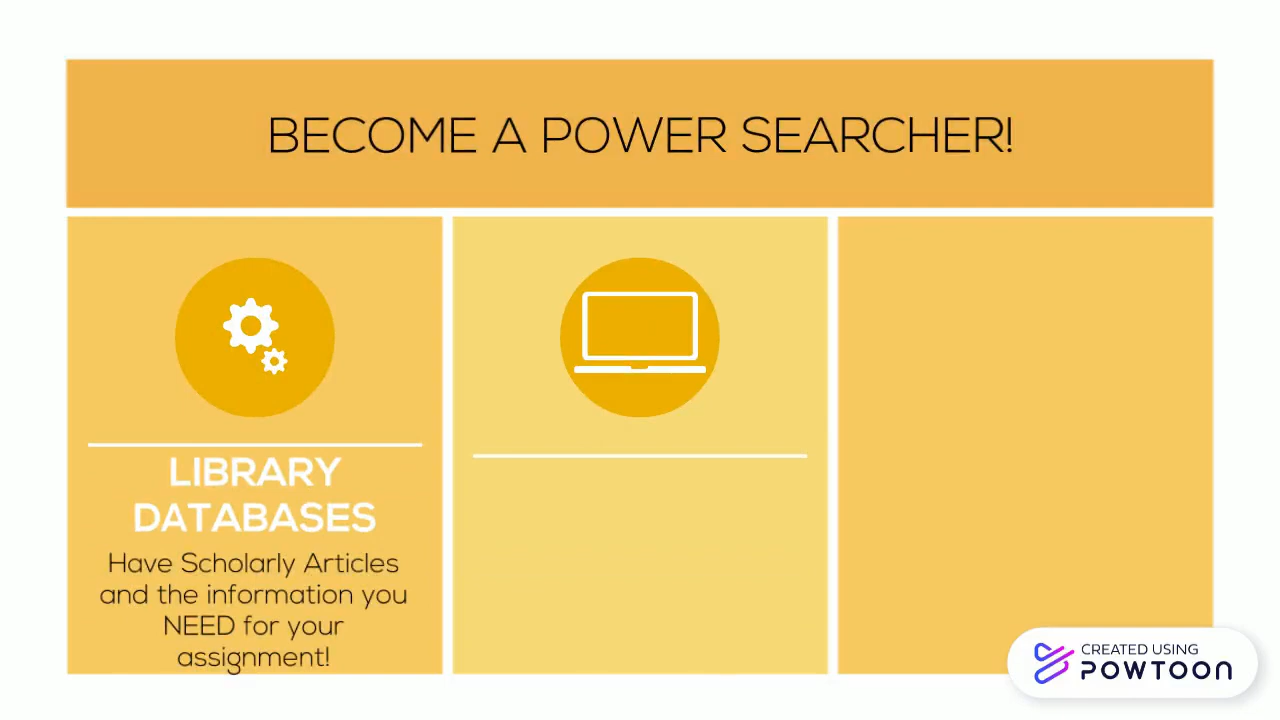 BECOME A POWER SEARCHER!
LIBRARY
DATABASES
Have Scholarly Articles
and the information you
NEED for your
assignment!
CREATED USING
POWTOON